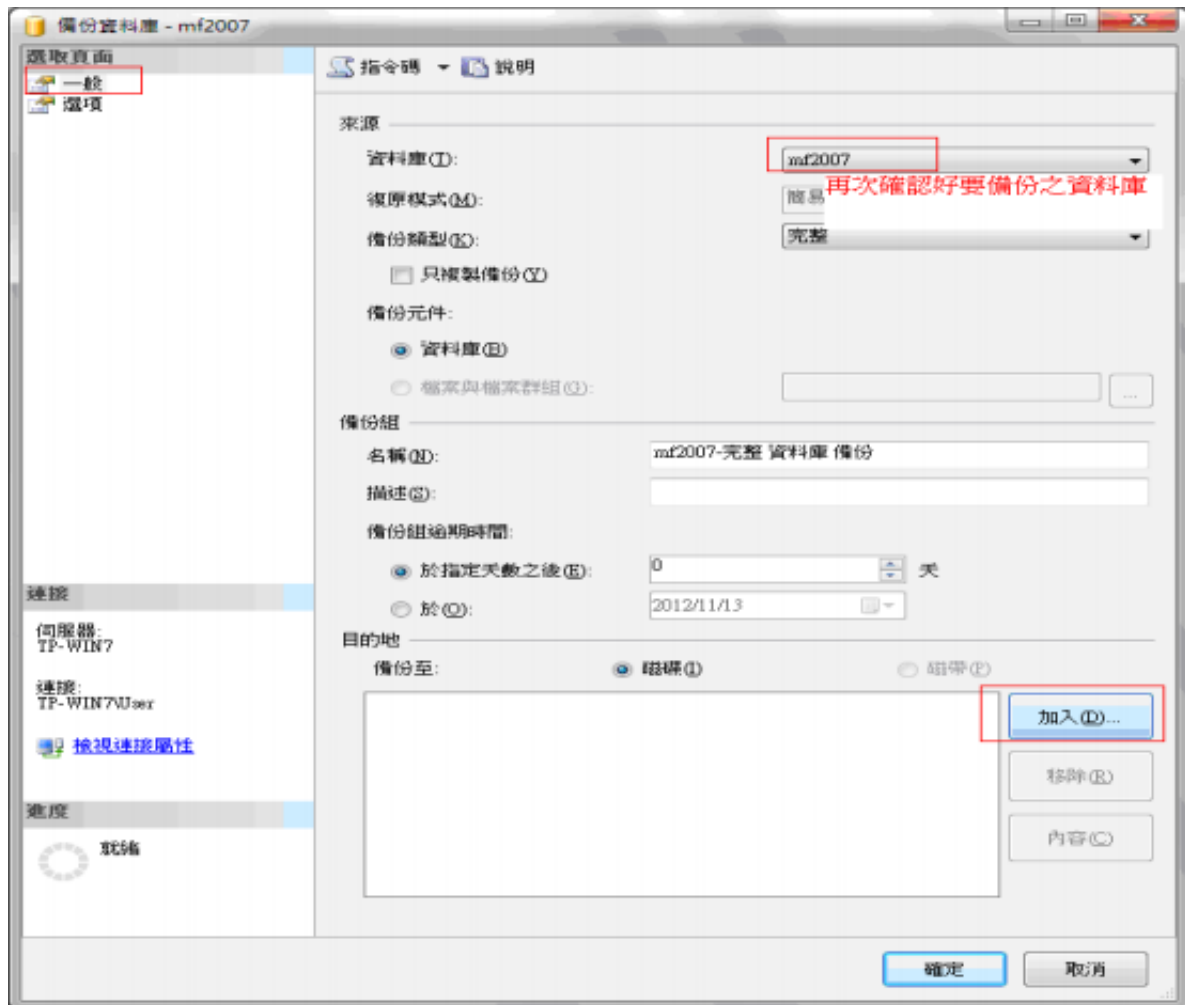 備份資料庫 - mf2007
選取頁面
一般
選項
指令碼 說明
來源
資料庫(T): mf2007
再次確認好要備份之資料庫
復原模式(M): 簡易
備份類型(K): 完整
只複製備份(Y)
備份元件:
資料庫(B)
檔案與檔案群組(G): ...
備份組
名稱(N): mf2007-完整 資料庫 備份
描述(S):
備份組逾期時間:
於指定天數之後(E): 0 天
於(O): 2012/11/13
目的地
備份至: 磁碟(I) 磁帶(P)
加入(D)...
移除(R)
內容(C)
連接
伺服器:
TP-WIN7
連接:
TP-WIN7\User
檢視連接屬性
進度
就緒
確定 取消